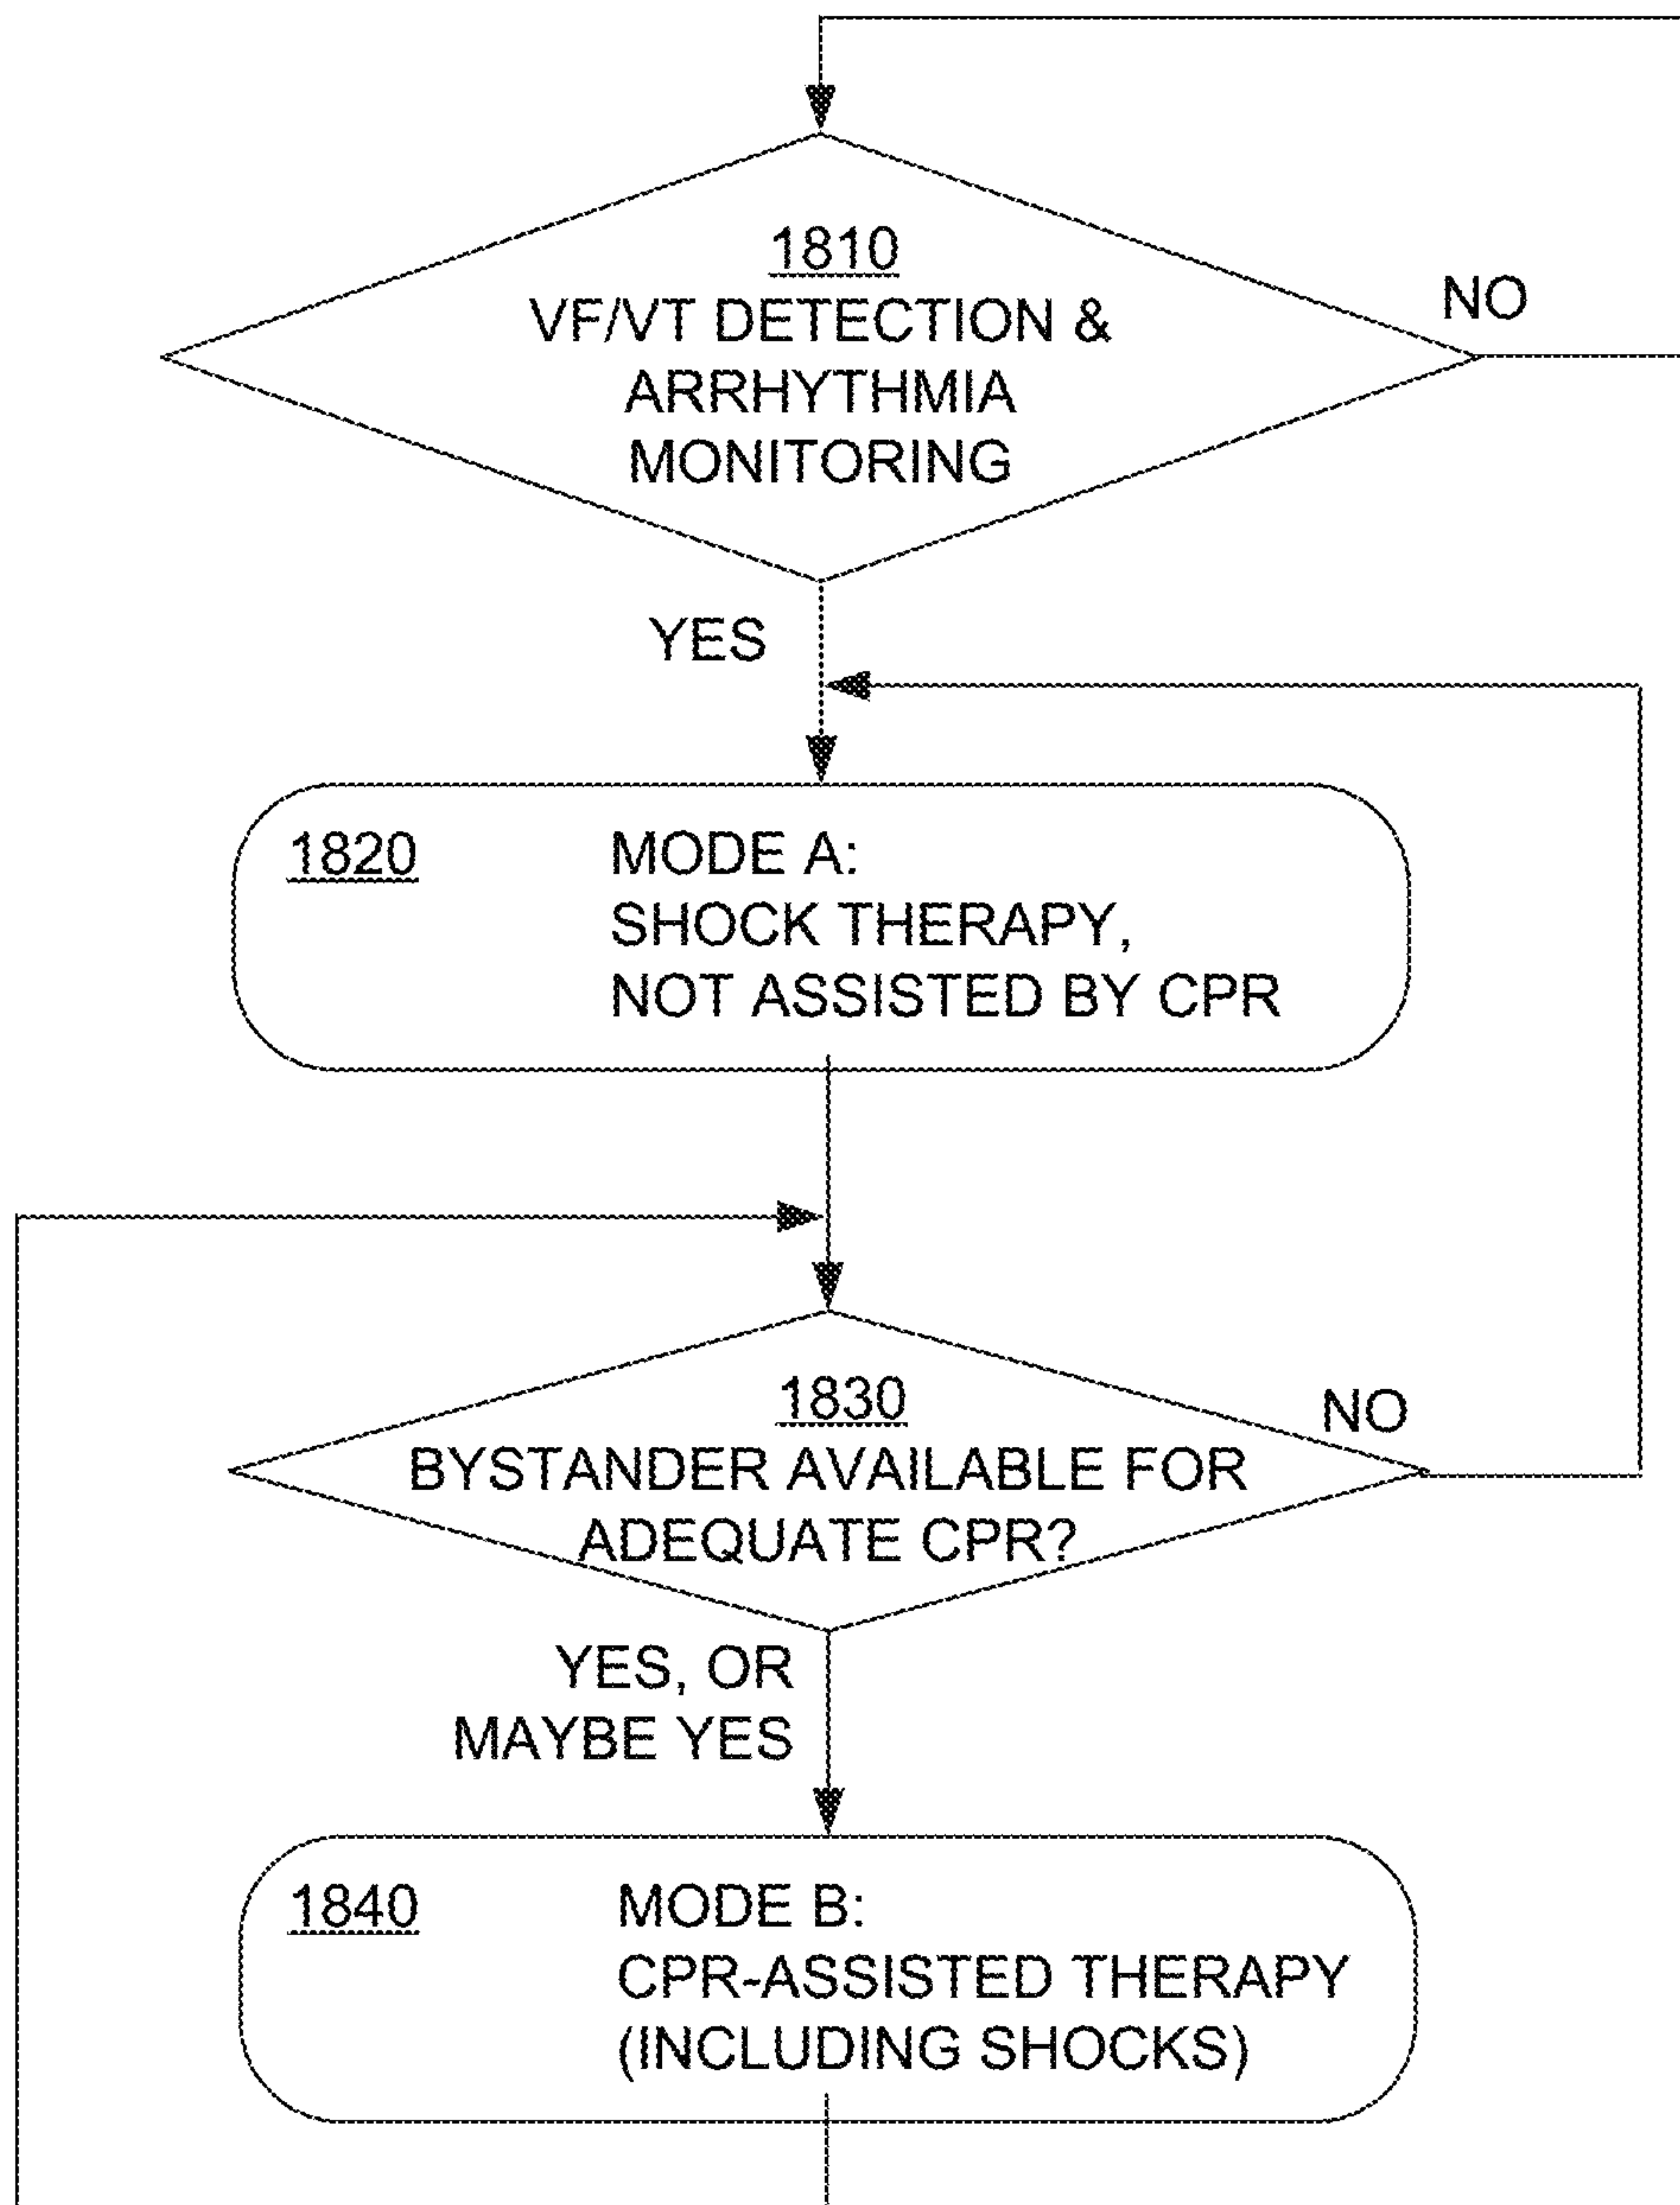 1810
VF/VT DETECTION &
ARRHYTHMIA
MONITORING
NO
YES
1820
MODE A:
SHOCK THERAPY,
NOT ASSISTED BY CPR
1830
BYSTANDER AVAILABLE FOR
ADEQUATE CPR?
NO
YES, OR
MAYBE YES
1840
MODE B:
CPR-ASSISTED THERAPY
(INCLUDING SHOCKS)